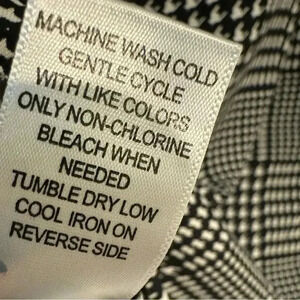 MACHINE WASH COLD
GENTLE CYCLE
WITH LIKE COLORS
ONLY NON-CHLORINE
BLEACH WHEN
NEEDED
TUMBLE DRY LOW
COOL IRON ON
REVERSE SIDE